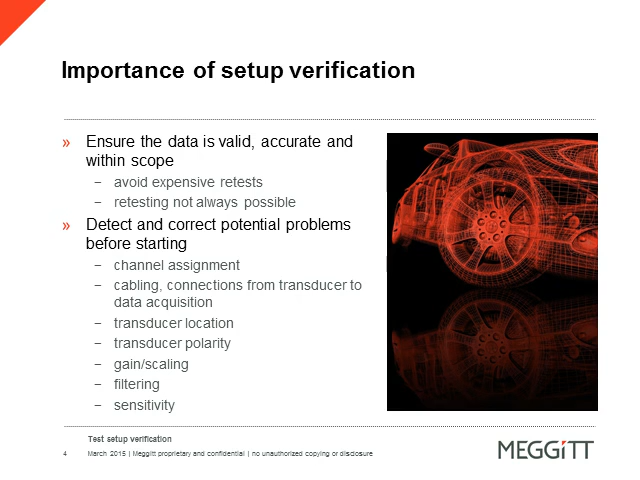 Importance of setup verification
» Ensure the data is valid, accurate and
within scope
– avoid expensive retests
– retesting not always possible
» Detect and correct potential problems
before starting
– channel assignment
– cabling, connections from transducer to
data acquisition
– transducer location
– transducer polarity
– gain/scaling
– filtering
– sensitivity
Test setup verification
4 March 2015 | Meggitt proprietary and confidential | no unauthorized copying or disclosure
MEGGiTT